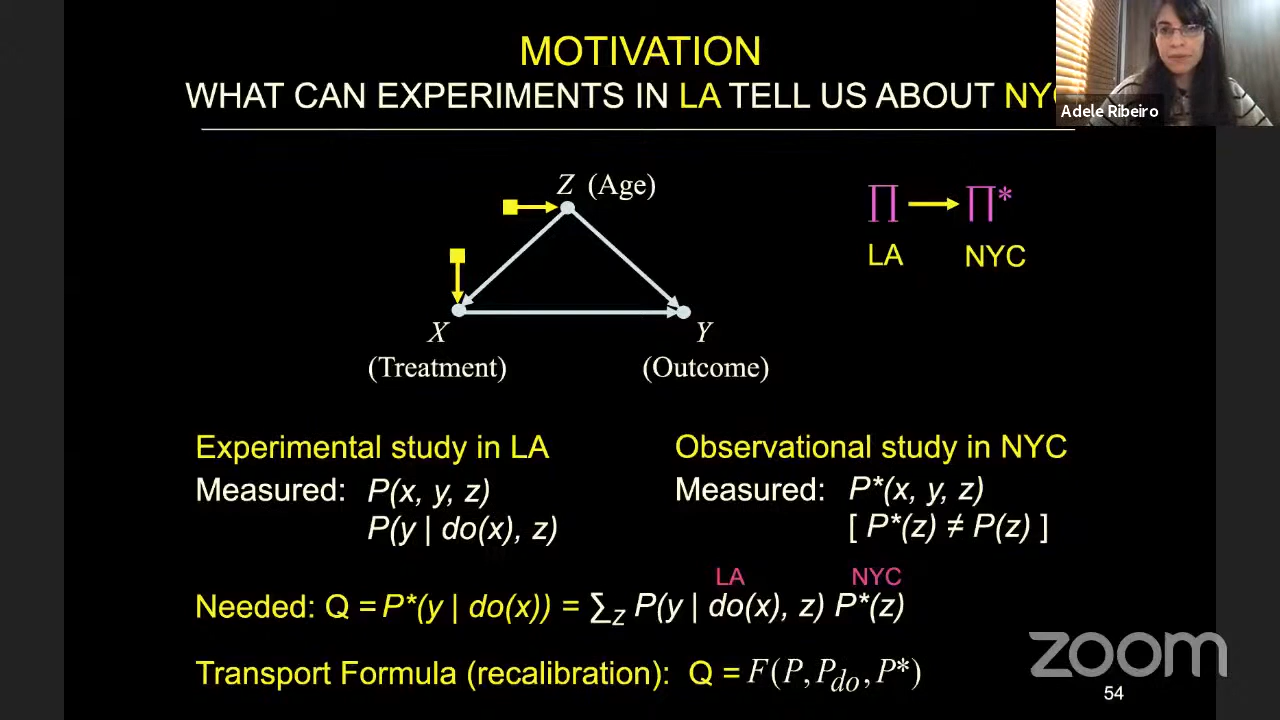 MOTIVATION
WHAT CAN EXPERIMENTS IN LA TELL US ABOUT NYC
Adele Ribeiro
Z (Age)
∏ → ∏*
LA NYC
X Y
(Treatment) (Outcome)
Experimental study in LA
Measured: P(x, y, z)
P(y | do(x), z)
Observational study in NYC
Measured: P*(x, y, z)
[ P*(z) ≠ P(z) ]
LA NYC
Needed: Q = P*(y | do(x)) = ∑z P(y | do(x), z) P*(z)
Transport Formula (recalibration): Q = F(P, Pdo, P*)
zoom
54